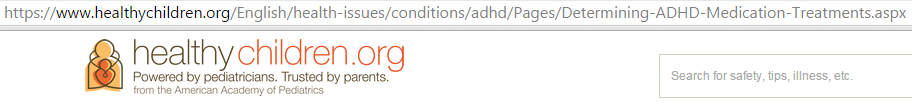 https://www.healthychildren.org/English/health-issues/conditions/adhd/Pages/Determining-ADHD-Medication-Treatments.aspx
healthychildren.org
Powered by pediatricians. Trusted by parents.
from the American Academy of Pediatrics
Search for safety, tips, illness, etc.